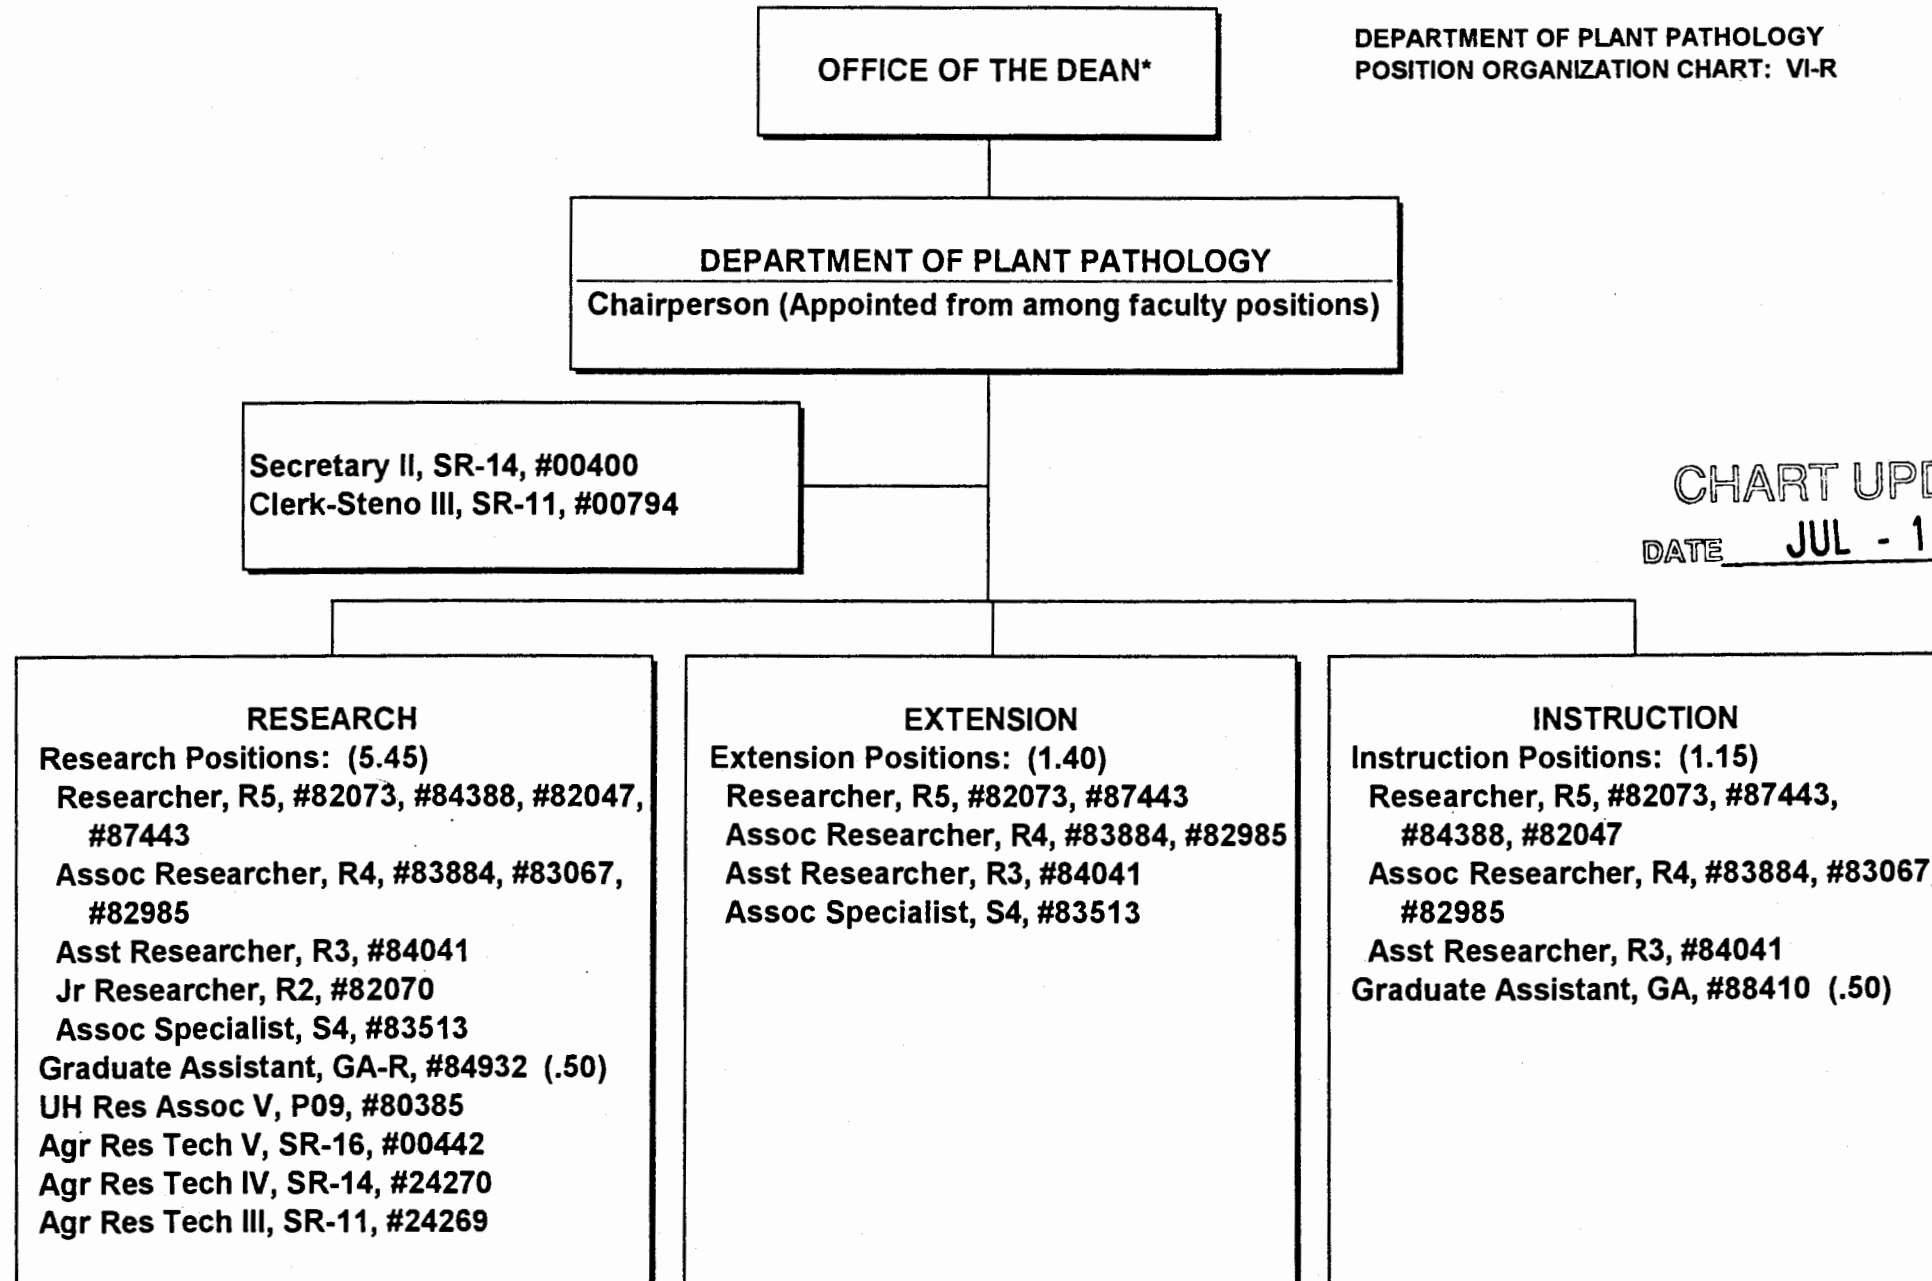 OFFICE OF THE DEAN*
DEPARTMENT OF PLANT PATHOLOGY
POSITION ORGANIZATION CHART: VI-R
DEPARTMENT OF PLANT PATHOLOGY
Chairperson (Appointed from among faculty positions)
Secretary II, SR-14, #00400
Clerk-Steno III, SR-11, #00794
CHART UPD
DATE JUL - 1
RESEARCH
Research Positions: (5.45)
Researcher, R5, #82073, #84388, #82047,
#87443
Assoc Researcher, R4, #83884, #83067,
#82985
Asst Researcher, R3, #84041
Jr Researcher, R2, #82070
Assoc Specialist, S4, #83513
Graduate Assistant, GA-R, #84932 (.50)
UH Res Assoc V, P09, #80385
Agr Res Tech V, SR-16, #00442
Agr Res Tech IV, SR-14, #24270
Agr Res Tech III, SR-11, #24269
EXTENSION
Extension Positions: (1.40)
Researcher, R5, #82073, #87443
Assoc Researcher, R4, #83884, #82985
Asst Researcher, R3, #84041
Assoc Specialist, S4, #83513
INSTRUCTION
Instruction Positions: (1.15)
Researcher, R5, #82073, #87443,
#84388, #82047
Assoc Researcher, R4, #83884, #83067,
#82985
Asst Researcher, R3, #84041
Graduate Assistant, GA, #88410 (.50)